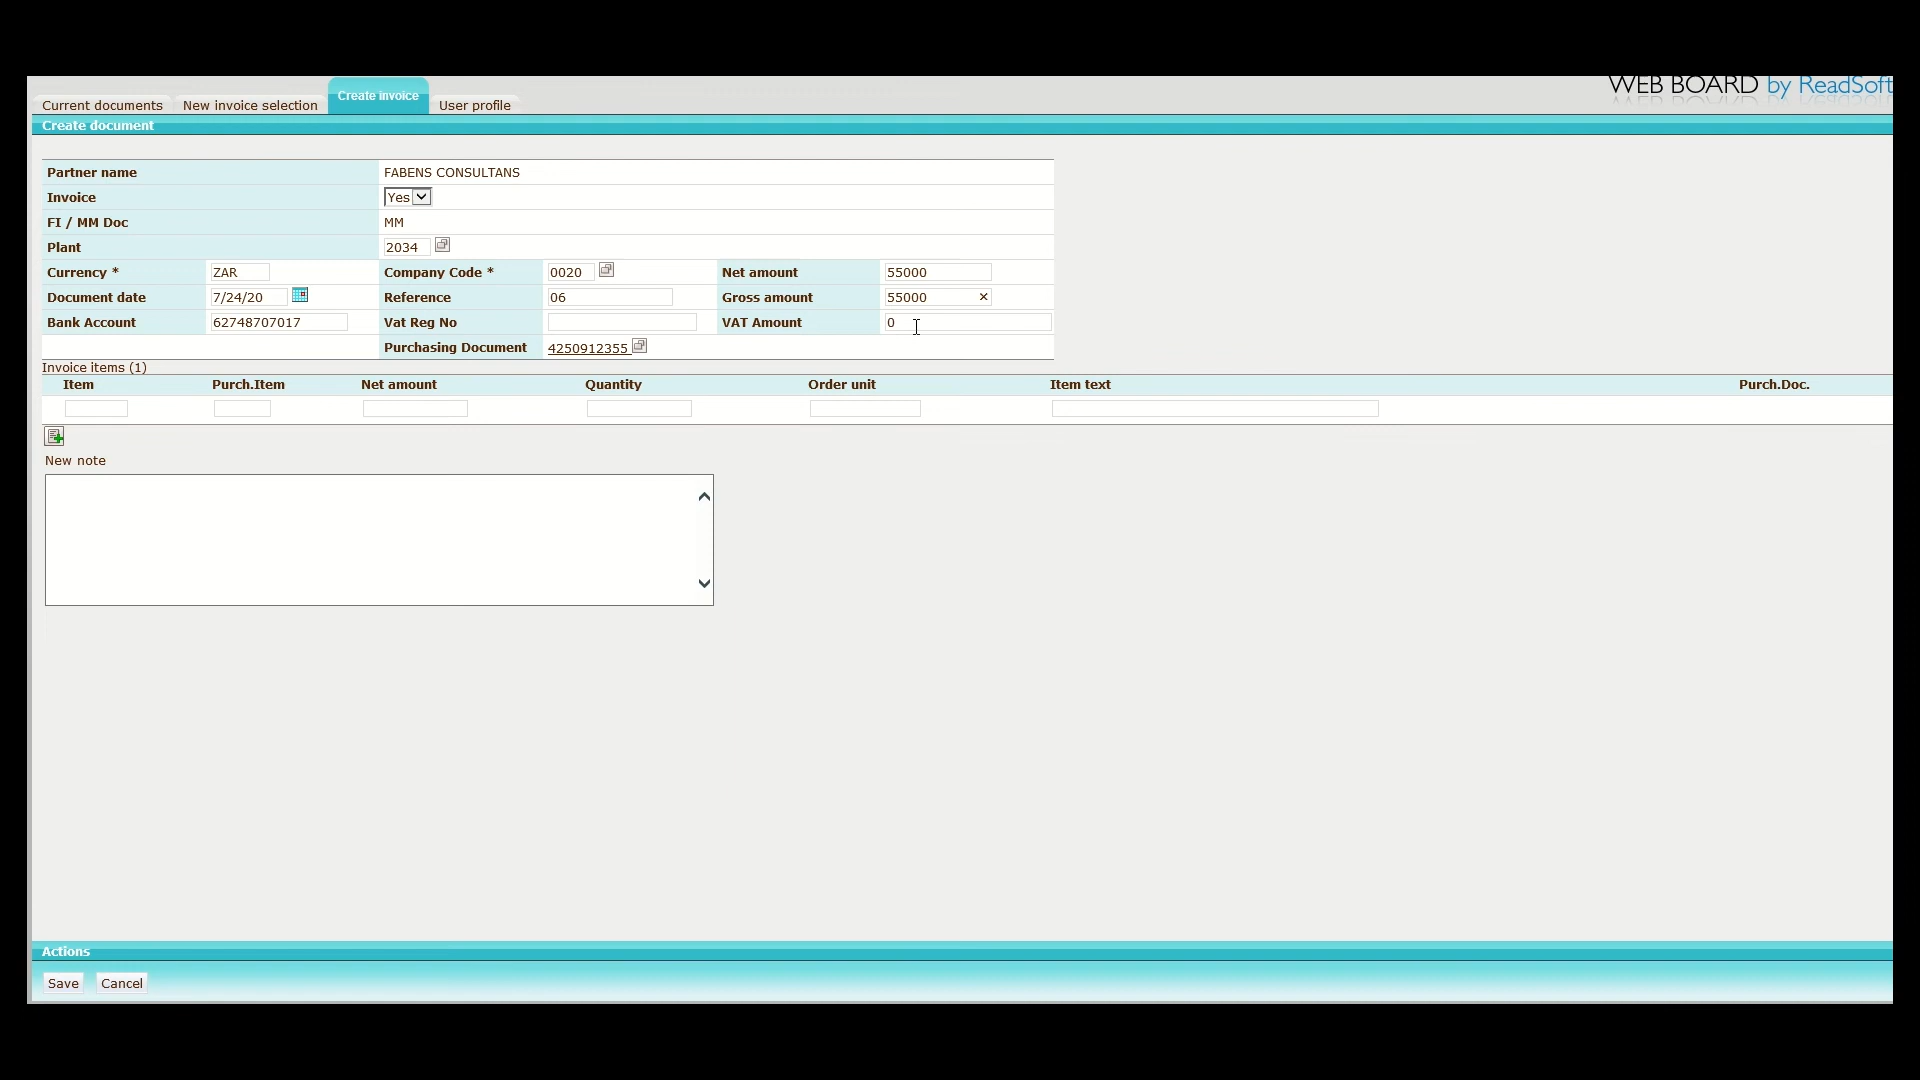 WEB BOARD by ReadSoft
Current documents New invoice selection Create invoice User profile
Create document
Partner name FABENS CONSULTANS
Invoice Yes
FI / MM Doc MM
Plant 2034
Currency * ZAR Company Code * 0020 Net amount 55000
Document date 7/24/20 Reference 06 Gross amount 55000
Bank Account 62748707017 Vat Reg No VAT Amount 0
Purchasing Document 4250912355
Invoice items (1)
Item Purch.Item Net amount Quantity Order unit Item text Purch.Doc.
New note
Actions
Save Cancel